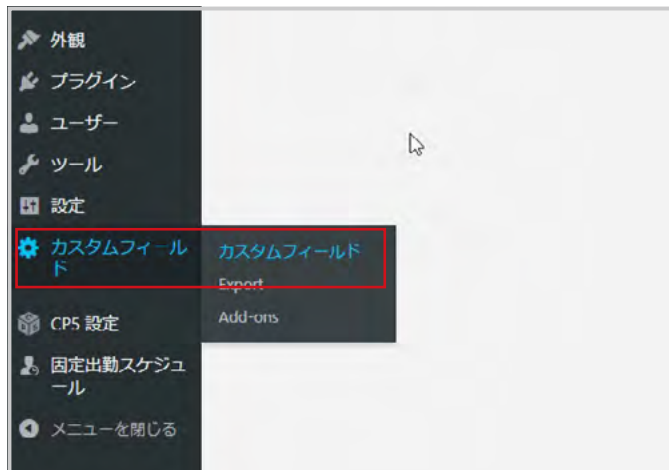 外観
プラグイン
ユーザー
ツール
設定
カスタムフィール
ド
カスタムフィールド
Export
Add-ons
CP5 設定
固定出勤スケジュ
ール
メニューを閉じる